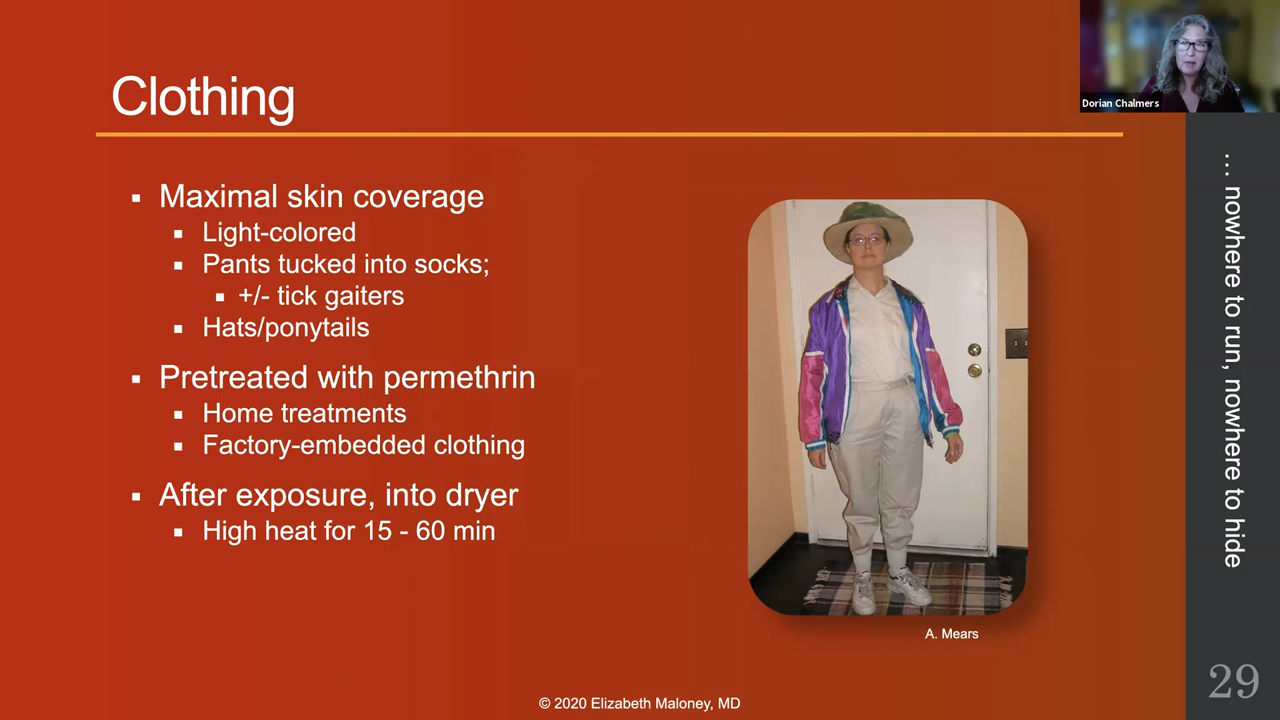 Clothing
Dorian Chalmers
▪ Maximal skin coverage
▪ Light-colored
▪ Pants tucked into socks;
▪ +/- tick gaiters
▪ Hats/ponytails
▪ Pretreated with permethrin
▪ Home treatments
▪ Factory-embedded clothing
▪ After exposure, into dryer
▪ High heat for 15 - 60 min
A. Mears
… nowhere to run, nowhere to hide
© 2020 Elizabeth Maloney, MD
29